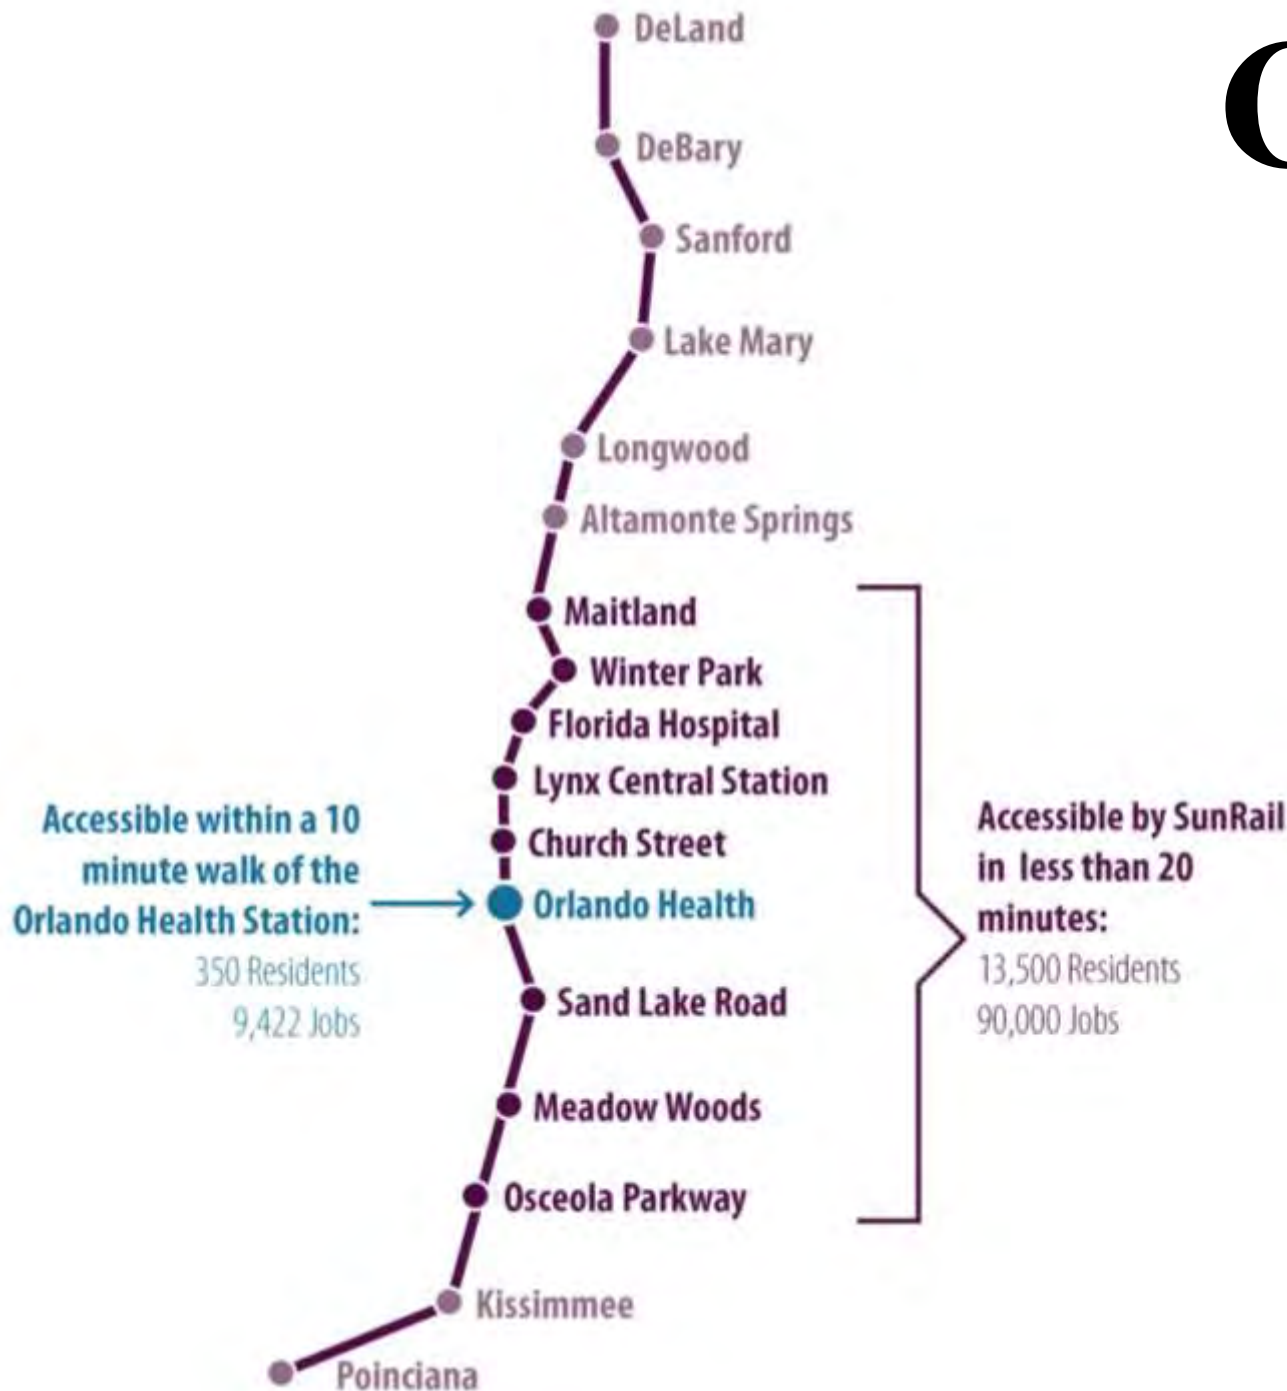 DeLand
DeBary
Sanford
Lake Mary
Longwood
Altamonte Springs
Maitland
Winter Park
Florida Hospital
Lynx Central Station
Church Street
Orlando Health
Sand Lake Road
Meadow Woods
Osceola Parkway
Kissimmee
Poinciana
Accessible within a 10
minute walk of the
Orlando Health Station:
350 Residents
9,422 Jobs
Accessible by SunRail
in less than 20
minutes:
13,500 Residents
90,000 Jobs